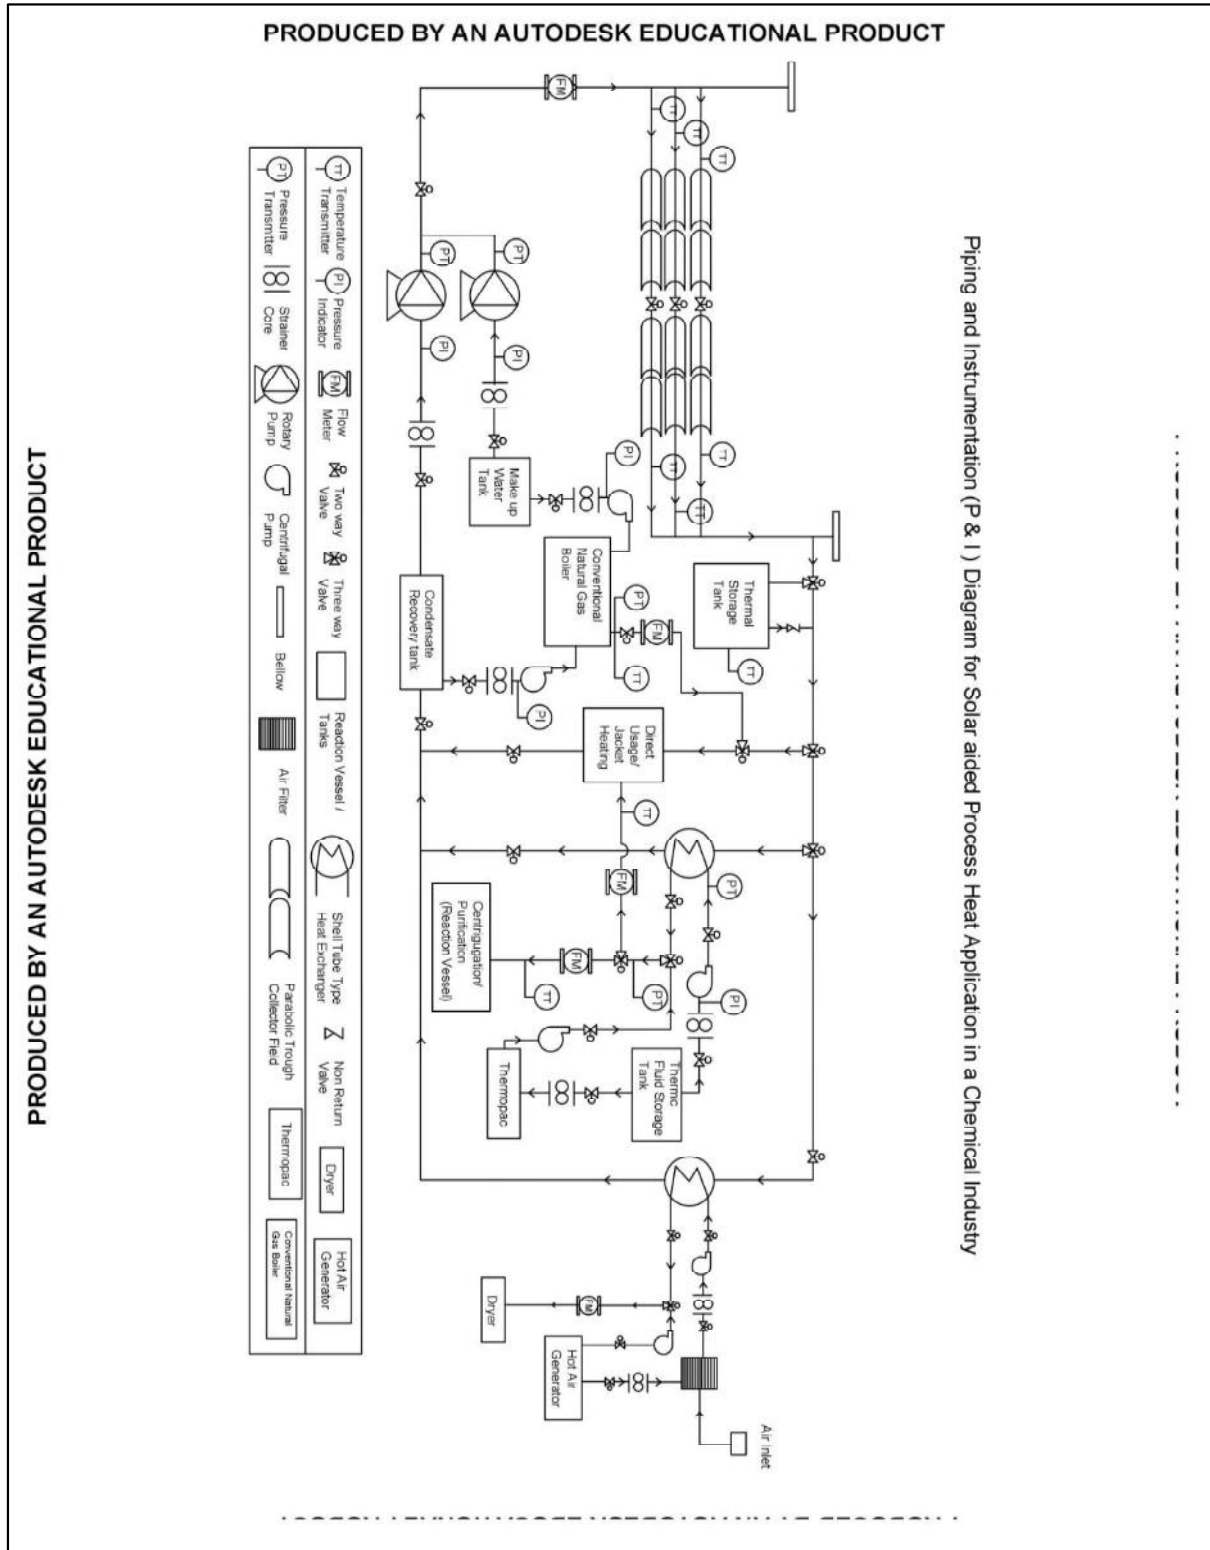 PRODUCED BY AN AUTODESK EDUCATIONAL PRODUCT
PRODUCED BY AN AUTODESK EDUCATIONAL PRODUCT
Piping and Instrumentation (P & I ) Diagram for Solar aided Process Heat Application in a Chemical Industry
FM
TT
TT
TT
TT
TT
TT
PT
PT
PI
PI
Make up
Water
Tank
PI
Conventional
Natural Gas
Boiler
PT
FM
TT
Thermal
Storage
Tank
TT
Condensate
Recovery tank
PI
Direct
Usage/
Jacket
Heating
TT
FM
PT
Centrigugation/
Purification
(Reaction Vessel)
FM
TT
PT
PI
Thermopac
Thermc
Fluid Storage
Tank
Dryer
FM
Hot Air
Generator
Air Inlet
TT
Temperature
Transmitter
PI
Pressure
Indicator
FM
Flow
Meter
Two way
Valve
Three way
Valve
Reaction Vessel /
Tanks
Shell Tube Type
Heat Exchanger
Non Return
Valve
Dryer
Hot Air
Generator
PT
Pressure
Transmtter
Strainer
Core
Rotary
Pump
Centrifugal
Pump
Bellow
Air Filter
Parabolic Trough
Collector Field
Thermopac
Conventional Natural
Gas Boiler